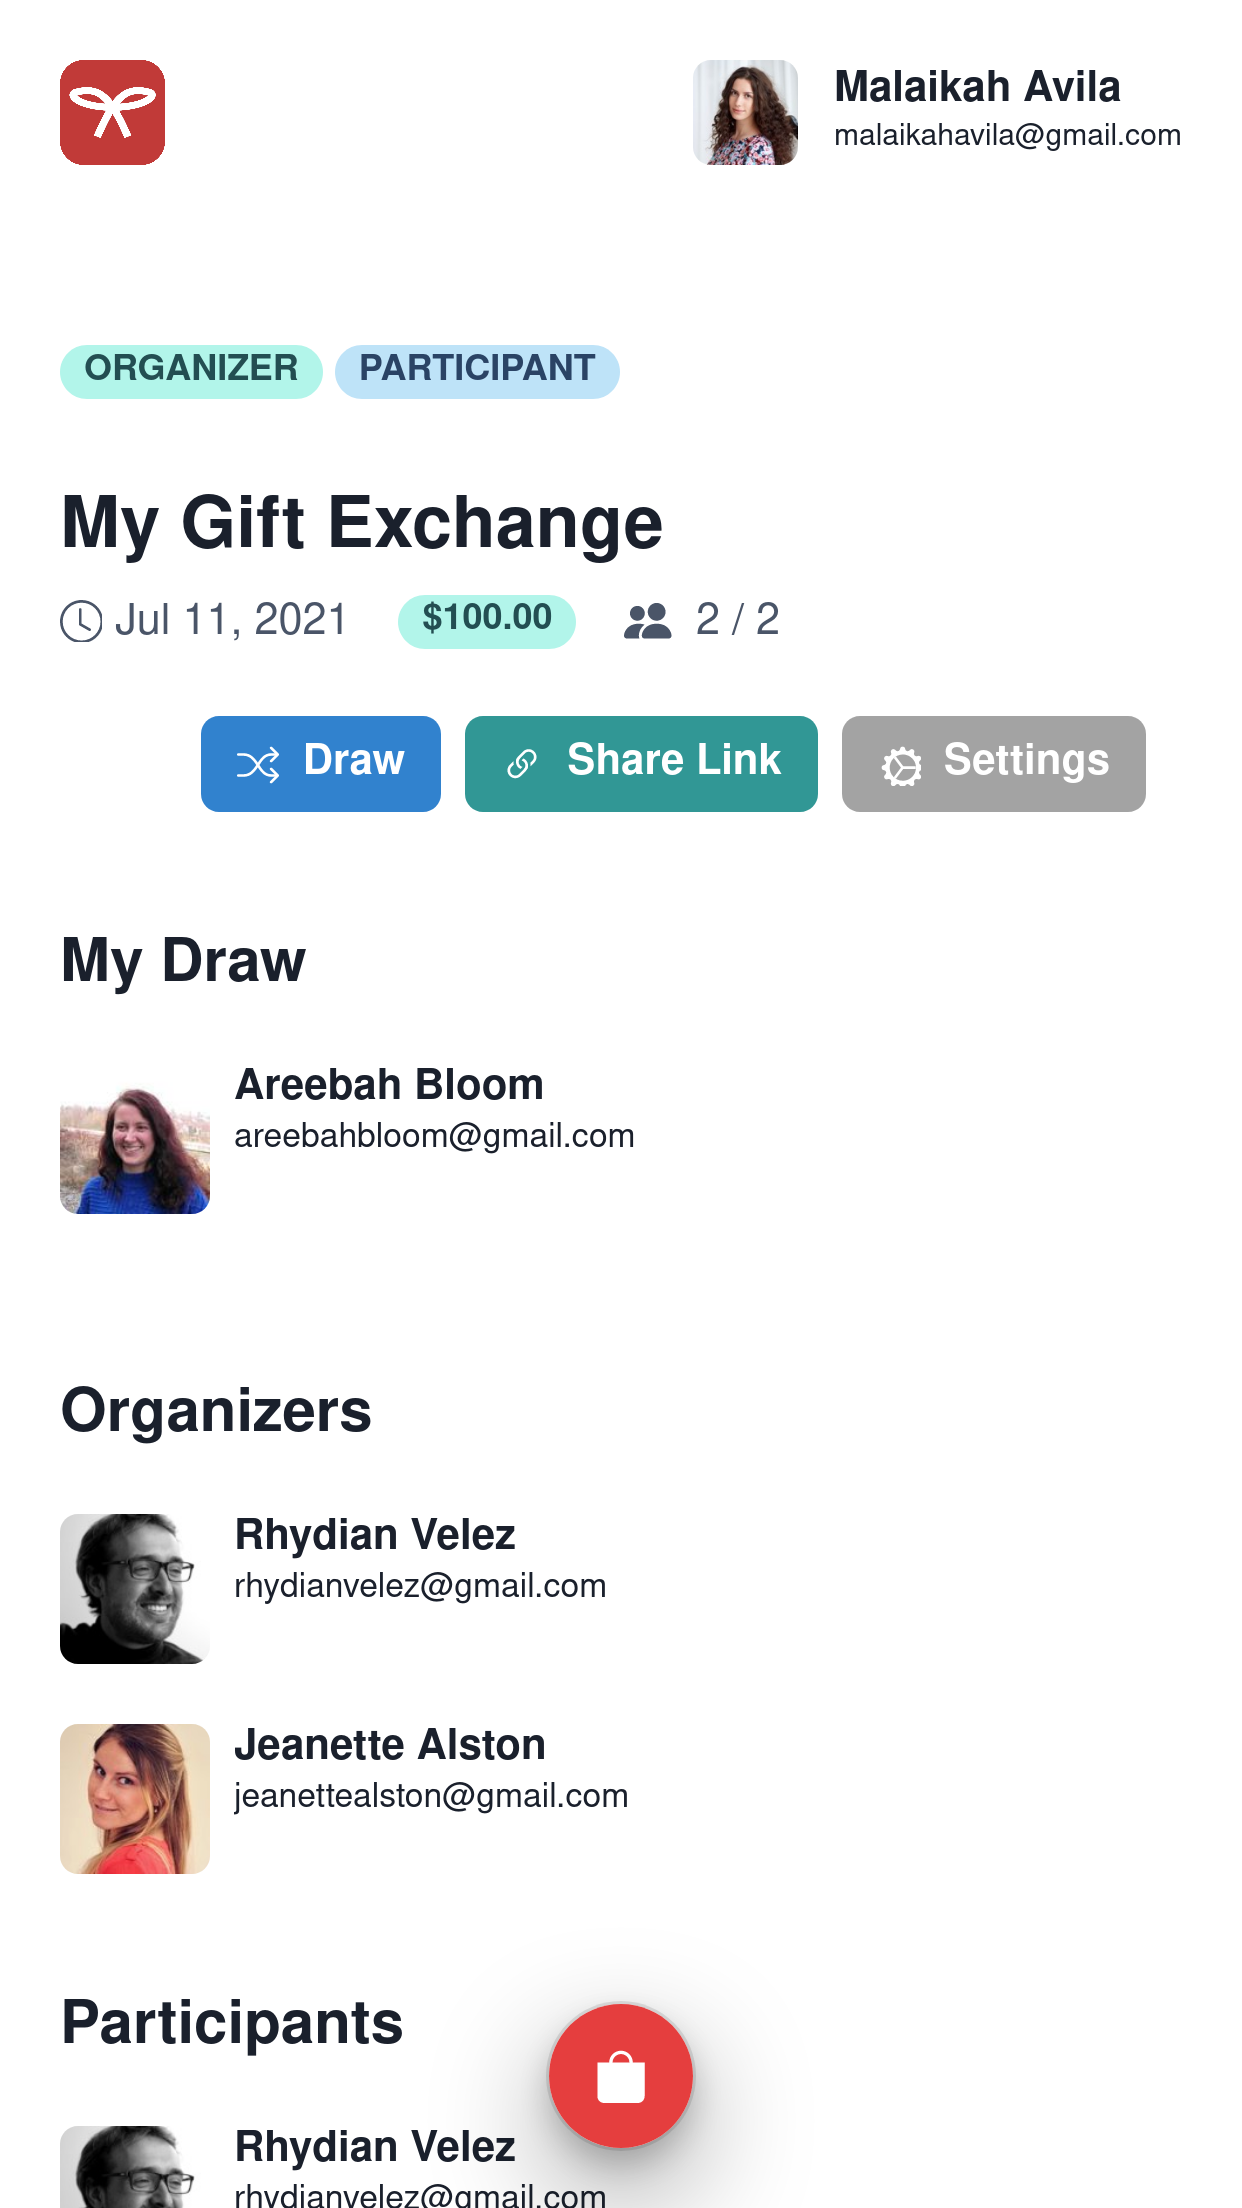 Malaikah Avila
malaikahavila@gmail.com
ORGANIZER PARTICIPANT
My Gift Exchange
Jul 11, 2021 $100.00 2 / 2
Draw Share Link Settings
My Draw
Areebah Bloom
areebahbloom@gmail.com
Organizers
Rhydian Velez
rhydianvelez@gmail.com
Jeanette Alston
jeanettealston@gmail.com
Participants
Rhydian Velez
rhydianvelez@gmail.com